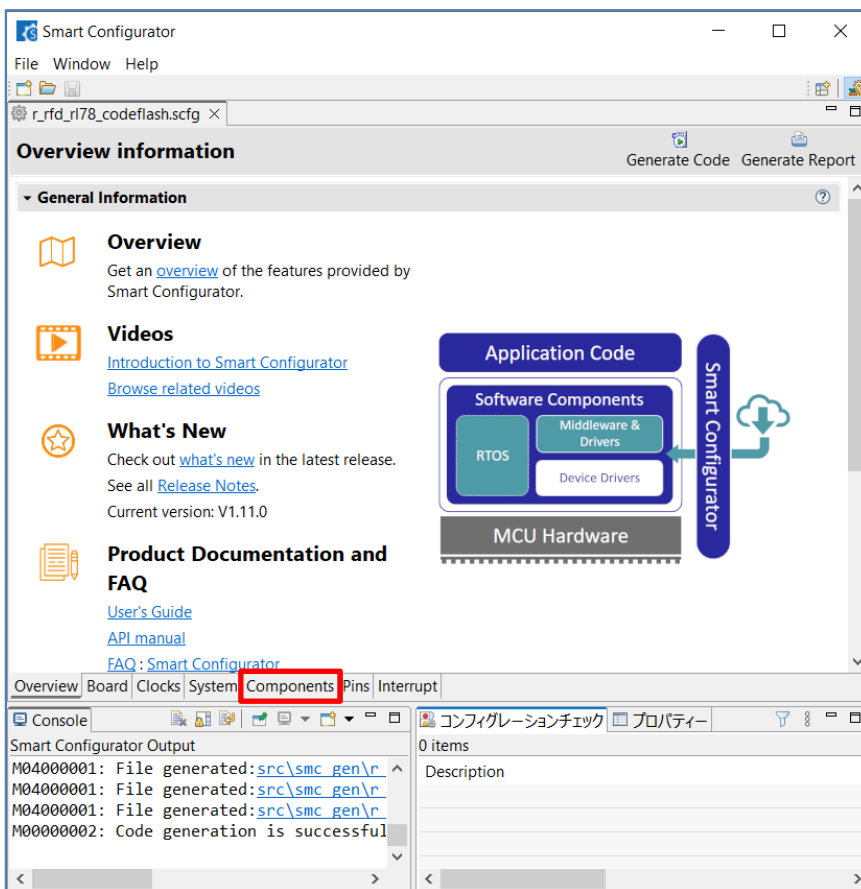 Smart Configurator
File Window Help
r_rfd_rl78_codeflash.scfg
Overview information
Generate Code Generate Report
General Information
Overview
Get an overview of the features provided by
Smart Configurator.
Videos
Introduction to Smart Configurator
Browse related videos
What's New
Check out what's new in the latest release.
See all Release Notes.
Current version: V1.11.0
Product Documentation and
FAQ
User's Guide
API manual
FAQ : Smart Configurator
Application Code
Software Components
RTOS
Middleware &
Drivers
Device Drivers
MCU Hardware
Smart Configurator
Overview Board Clocks System Components Pins Interrupt
Console
Smart Configurator Output
M04000001: File generated:src\smc_gen\r_
M04000001: File generated:src\smc_gen\r_
M04000001: File generated:src\smc_gen\r_
M00000002: Code generation is successful
コンフィグレーションチェック プロパティー
0 items
Description